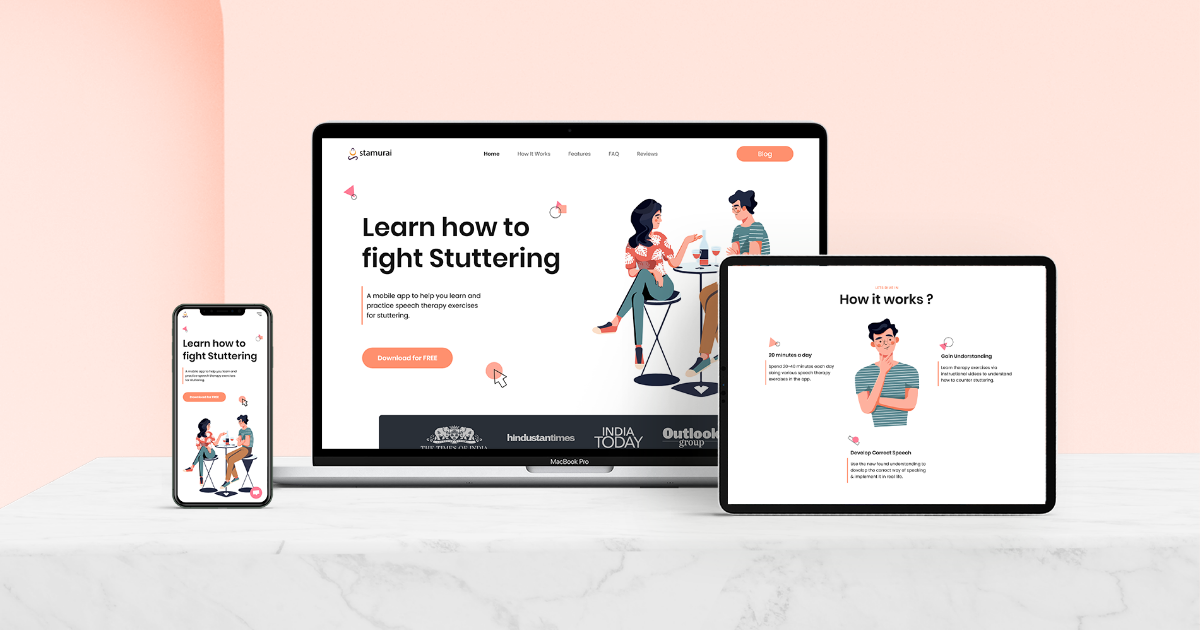 stamurai
Home
How It Works
Features
FAQ
Reviews
Blog
Learn how to
fight Stuttering
A mobile app to help you learn and
practice speech therapy exercises
for stuttering.
Download for FREE
THE TIMES OF INDIA
hindustantimes
INDIA
TODAY
Outlook
group
MacBook Pro
Learn how to
fight Stuttering
A mobile app to help you learn and
practice speech therapy exercises
for stuttering.
Download for FREE
How it works ?
20 minutes a day
Spend 20-40 minutes each day
doing various speech therapy
exercises in the app.
Gain Understanding
Learn therapy exercises via
instructional videos to understand
how to counter stuttering.
Develop Correct Speech
Use the new found understanding to
develop the correct way of speaking
& implement it in real life.